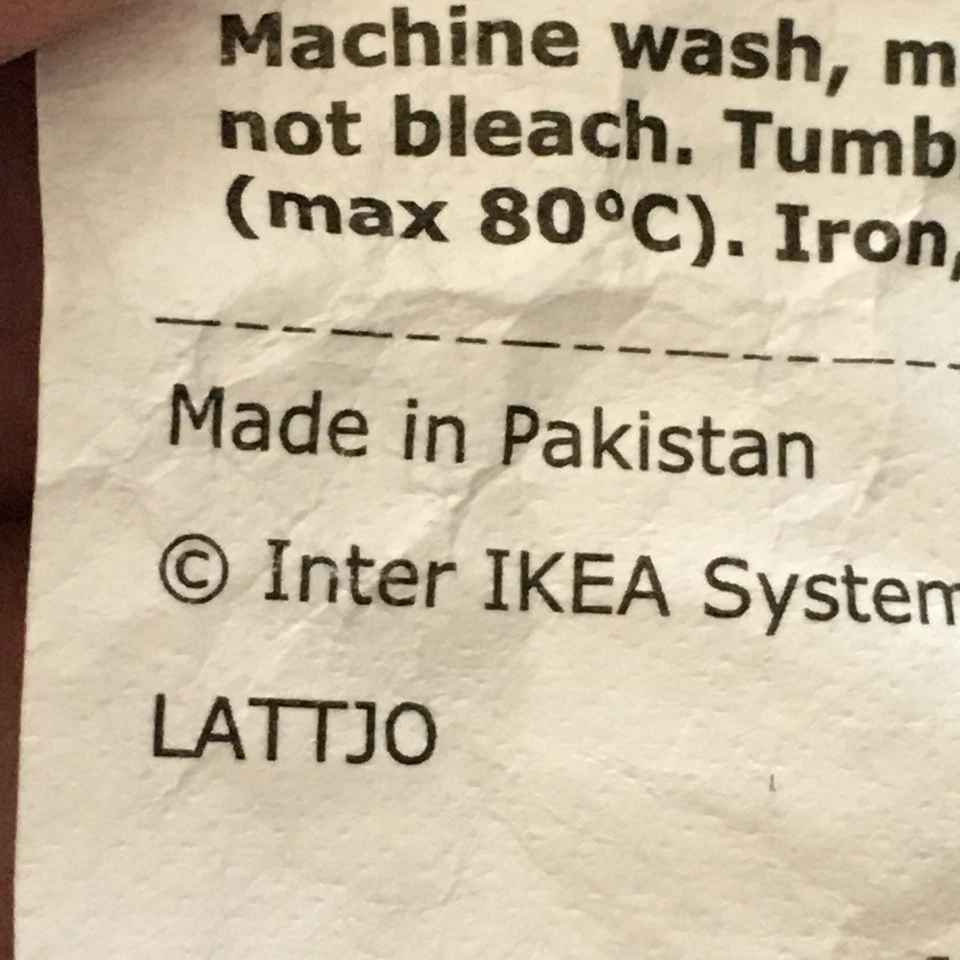 Machine wash, m
not bleach. Tumb
(max 80°C). Iron,
Made in Pakistan
© Inter IKEA System
LATTJO